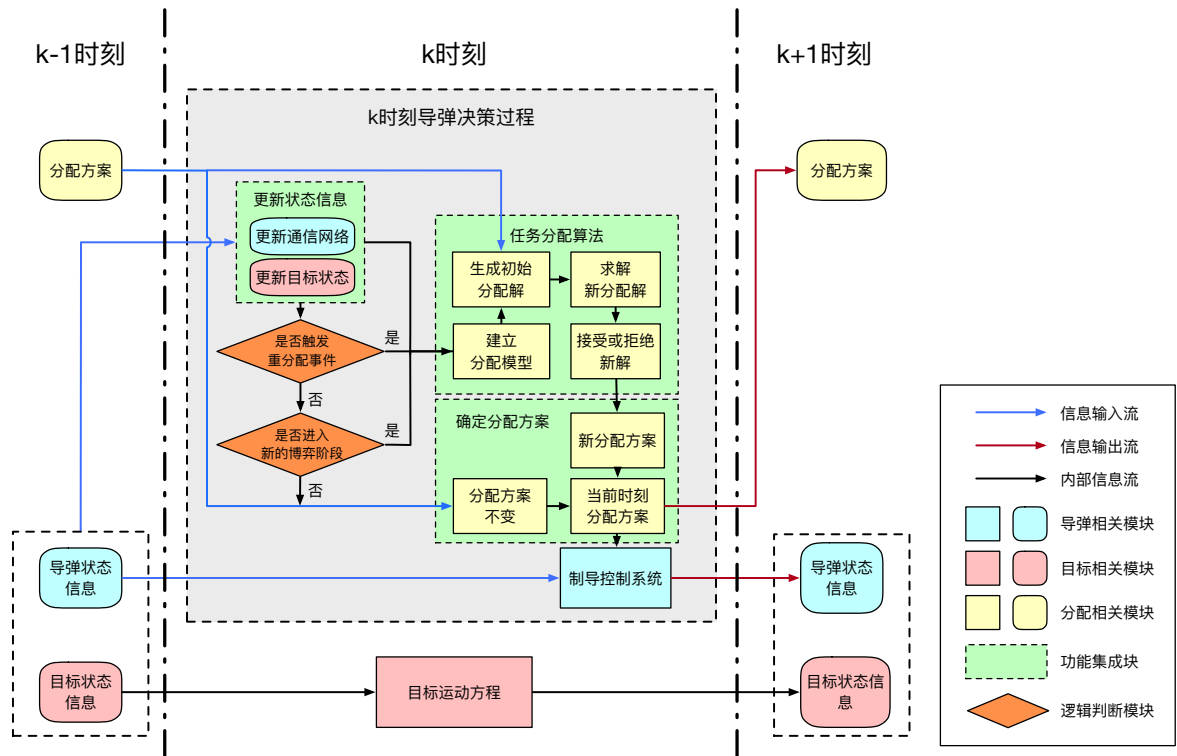 k-1时刻
k时刻
k+1时刻
k时刻导弹决策过程
分配方案
分配方案
更新状态信息
更新通信网络
更新目标状态
任务分配算法
生成初始
分配解
求解
新分配解
是否触发
重分配事件
是
建立
分配模型
接受或拒绝
新解
否
确定分配方案
是否进入
新的博弈阶段
是
新分配方案
否
分配方案
不变
当前时刻
分配方案
导弹状态
信息
制导控制系统
导弹状态
信息
目标状态
信息
目标运动方程
目标状态信
息
信息输入流
信息输出流
内部信息流
导弹相关模块
目标相关模块
分配相关模块
功能集成块
逻辑判断模块